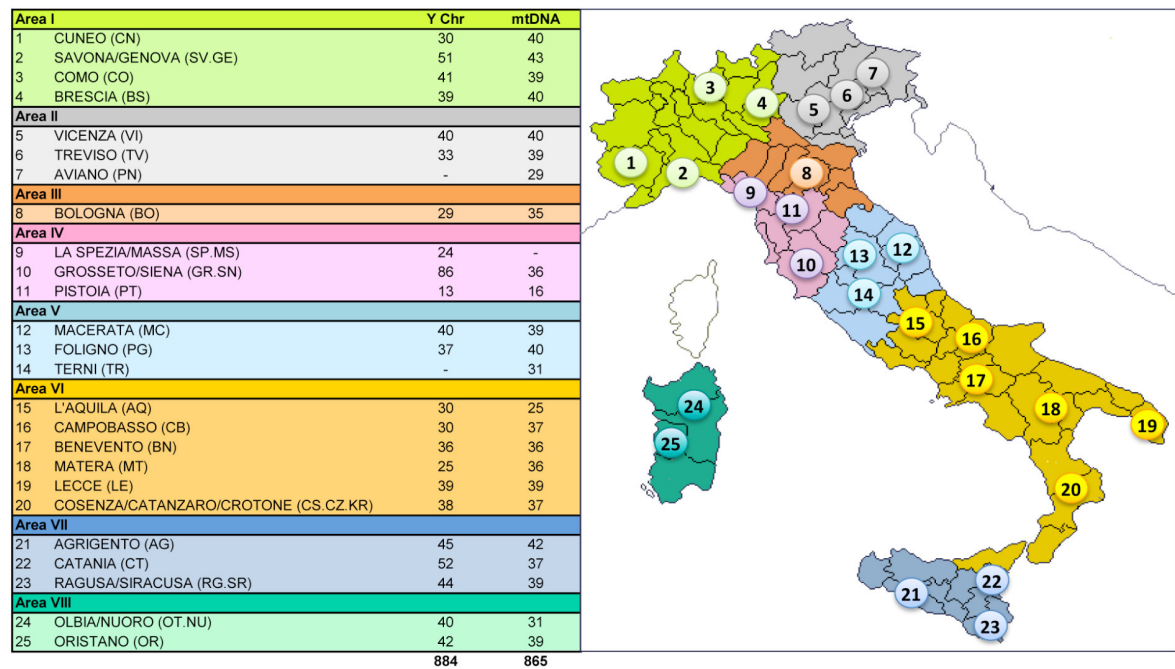 Area I Y Chr mtDNA
1 CUNEO (CN) 30 40
2 SAVONA/GENOVA (SV.GE) 51 43
3 COMO (CO) 41 39
4 BRESCIA (BS) 39 40
Area II
5 VICENZA (VI) 40 40
6 TREVISO (TV) 33 39
7 AVIANO (PN) - 29
Area III
8 BOLOGNA (BO) 29 35
Area IV
9 LA SPEZIA/MASSA (SP.MS) 24 -
10 GROSSETO/SIENA (GR.SN) 86 36
11 PISTOIA (PT) 13 16
Area V
12 MACERATA (MC) 40 39
13 FOLIGNO (PG) 37 40
14 TERNI (TR) - 31
Area VI
15 L'AQUILA (AQ) 30 25
16 CAMPOBASSO (CB) 30 37
17 BENEVENTO (BN) 36 36
18 MATERA (MT) 25 36
19 LECCE (LE) 39 39
20 COSENZA/CATANZARO/CROTONE (CS.CZ.KR) 38 37
Area VII
21 AGRIGENTO (AG) 45 42
22 CATANIA (CT) 52 37
23 RAGUSA/SIRACUSA (RG.SR) 44 39
Area VIII
24 OLBIA/NUORO (OT.NU) 40 31
25 ORISTANO (OR) 42 39
884 865
7
3
6
4
5
1
2
8
9
11
12
13
10
14
15
16
17
24
18
19
25
20
22
21
23